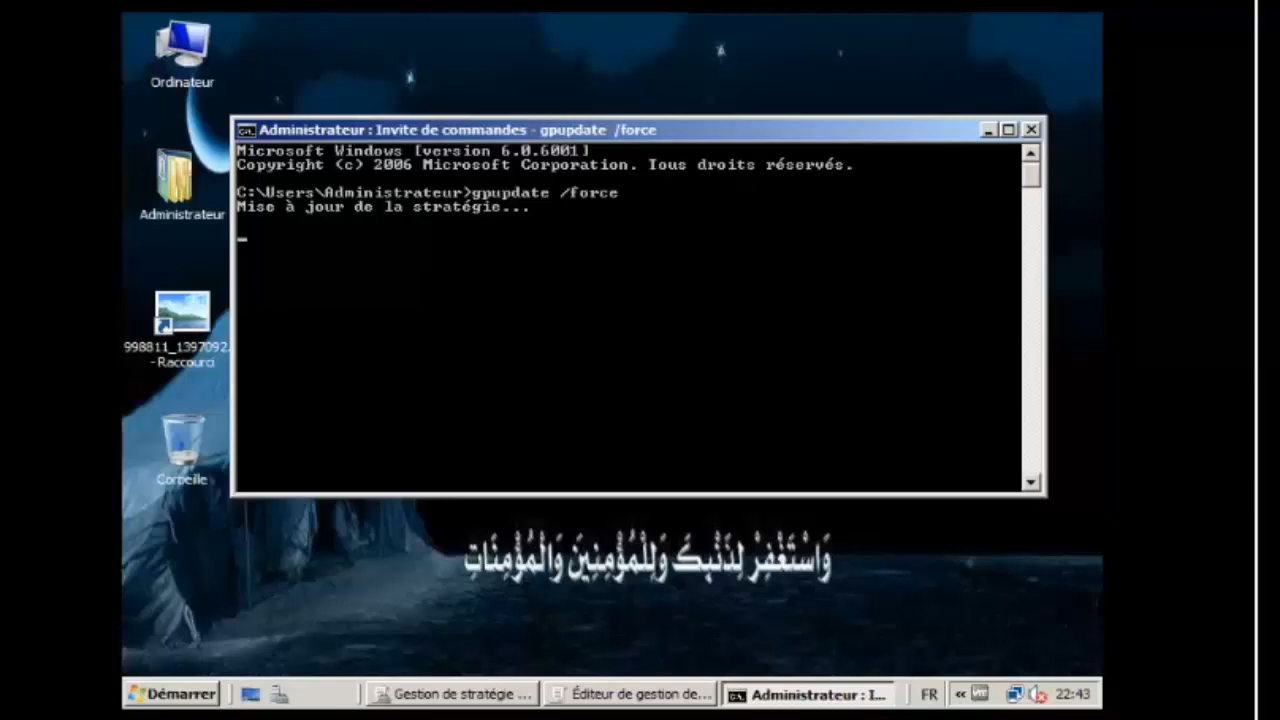 Ordinateur
Administrateur
998811_1397092...
- Raccourci
Corbeille
Administrateur : Invite de commandes - gpupdate /force
Microsoft Windows [version 6.0.6001]
Copyright (c) 2006 Microsoft Corporation. Tous droits réservés.
C:\Users\Administrateur>gpupdate /force
Mise à jour de la stratégie...
وَاسْتَغْفِرْ لِذَنْبِكَ وَلِلْمُؤْمِنِينَ وَالْمُؤْمِنَاتِ
Démarrer
Gestion de stratégie ...
Éditeur de gestion de...
Administrateur : I...
FR
22:43